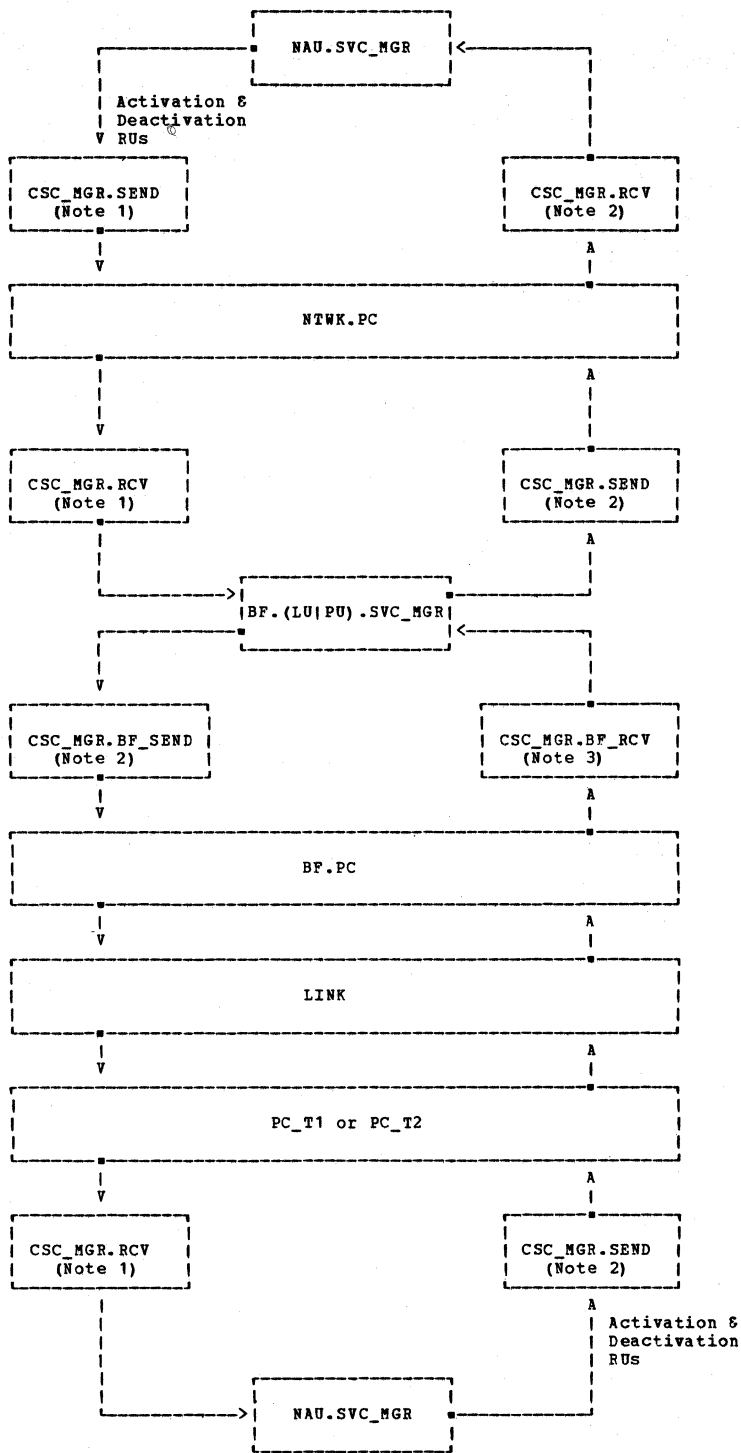 NAU.SVC_MGR
Activation &
Deactivation
RUs
CSC_MGR.SEND
(Note 1)
CSC_MGR.RCV
(Note 2)
NTWK.PC
CSC_MGR.RCV
(Note 1)
CSC_MGR.SEND
(Note 2)
BF.(LU|PU).SVC_MGR
CSC_MGR.BF_SEND
(Note 2)
CSC_MGR.BF_RCV
(Note 3)
BF.PC
LINK
PC_T1 or PC_T2
CSC_MGR.RCV
(Note 1)
CSC_MGR.SEND
(Note 2)
Activation &
Deactivation
RUs
NAU.SVC_MGR